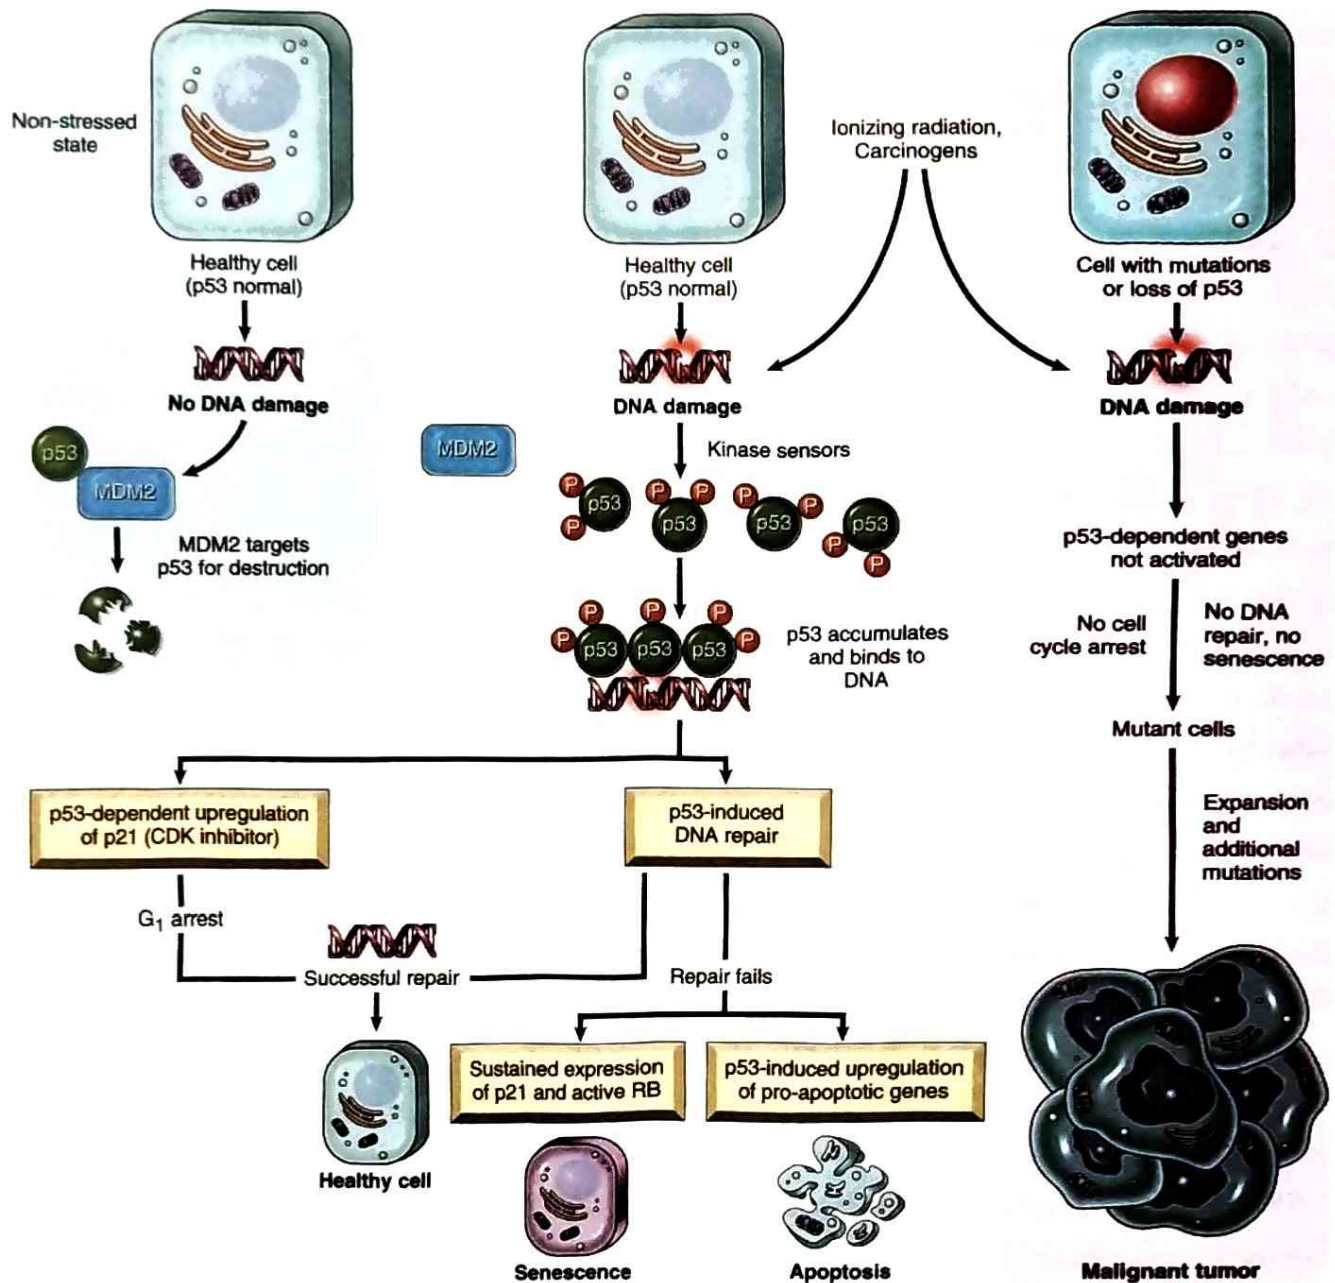 Non-stressed
state
Healthy cell
(p53 normal)
No DNA damage
p53
MDM2
MDM2 targets
p53 for destruction
Healthy cell
(p53 normal)
Ionizing radiation,
Carcinogens
DNA damage
MDM2
Kinase sensors
P
P
p53
P
P
p53
P
P
p53
p53
P
P
P
P
P
P
p53
p53
p53
p53 accumulates
and binds to
DNA
Cell with mutations
or loss of p53
DNA damage
p53-dependent genes
not activated
No cell
cycle arrest
No DNA
repair, no
senescence
Mutant cells
Expansion
and
additional
mutations
Malignant tumor
p53-dependent upregulation
of p21 (CDK inhibitor)
p53-induced
DNA repair
G₁ arrest
Successful repair
Repair fails
Healthy cell
Sustained expression
of p21 and active RB
p53-induced upregulation
of pro-apoptotic genes
Senescence
Apoptosis